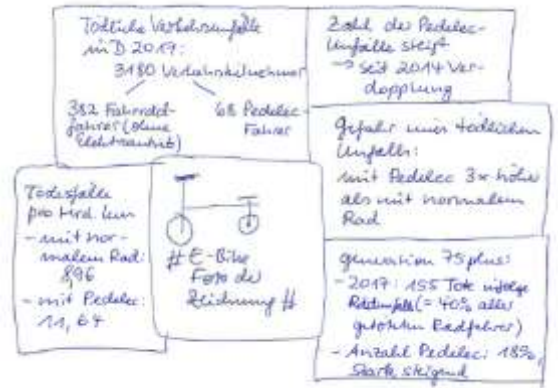 Tödliche Verkehrsunfälle
in D 2017:
3180 Verkehrsteilnehmer
382 Fahrrad-
fahrer (ohne
Elektroantrieb)
68 Pedelec-
Fahrer
Zahl der Pedelec-
Unfälle steigt
→ seit 2014 Ver-
dopplung
Gefahr eines tödlichen
Unfalls:
mit Pedelec 3x höher
als mit normalem
Rad
Todesfälle
pro Mrd. km
- mit nor-
malem Rad:
8,96
- mit Pedelec:
11,64
# E-Bike
Foto oder
Zeichnung #
Generation 75plus:
- 2017: 155 Tote infolge
(= 40% aller
getöteten Radfahrer)
- Anzahl Pedelec: 18%,
stark steigend